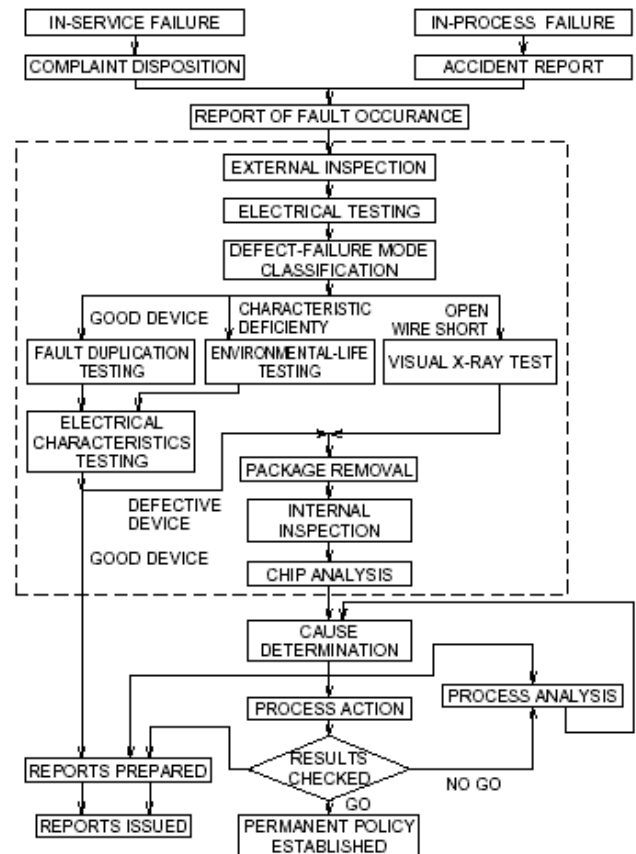 IN-SERVICE FAILURE
IN-PROCESS FAILURE
COMPLAINT DISPOSITION
ACCIDENT REPORT
REPORT OF FAULT OCCURANCE
EXTERNAL INSPECTION
ELECTRICAL TESTING
DEFECT-FAILURE MODE
CLASSIFICATION
GOOD DEVICE
CHARACTERISTIC
DEFICIENTY
OPEN
WIRE SHORT
FAULT DUPLICATION
TESTING
ENVIRONMENTAL-LIFE
TESTING
VISUAL X-RAY TEST
ELECTRICAL
CHARACTERISTICS
TESTING
PACKAGE REMOVAL
DEFECTIVE
DEVICE
INTERNAL
INSPECTION
GOOD DEVICE
CHIP ANALYSIS
CAUSE
DETERMINATION
PROCESS ANALYSIS
PROCESS ACTION
RESULTS
CHECKED
REPORTS PREPARED
NO GO
GO
REPORTS ISSUED
PERMANENT POLICY
ESTABLISHED